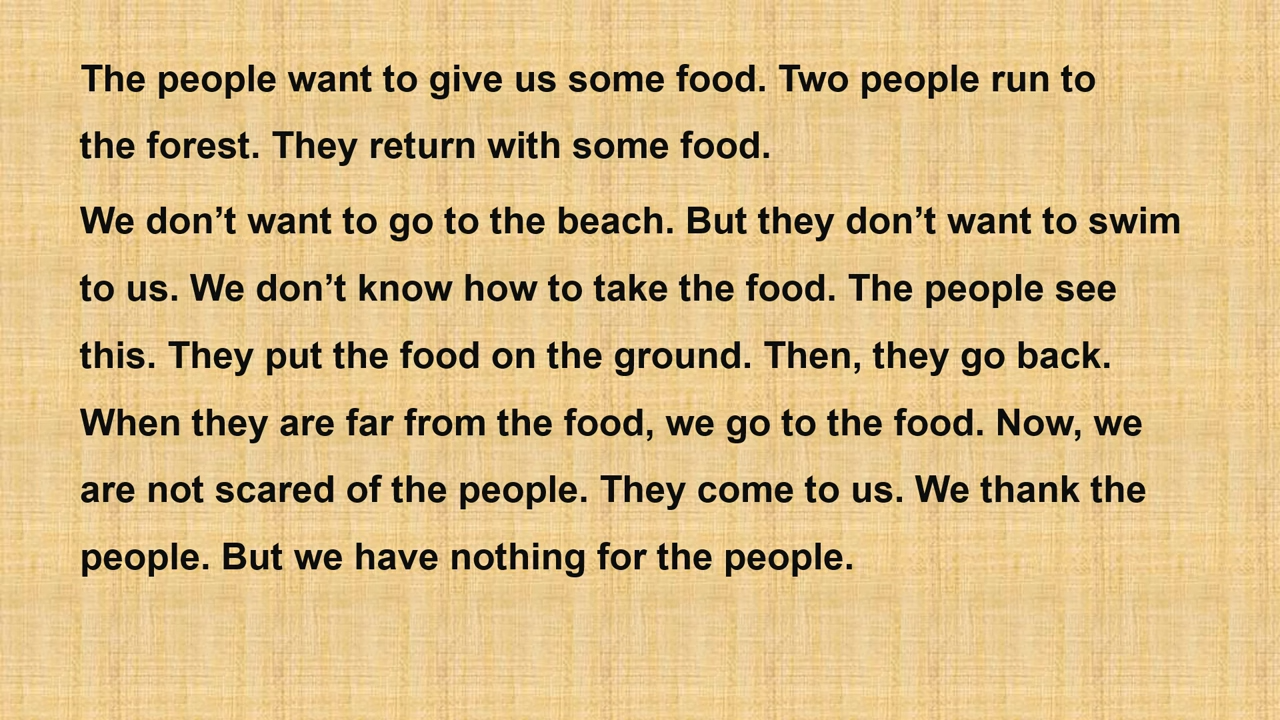 The people want to give us some food. Two people run to
the forest. They return with some food.
We don’t want to go to the beach. But they don’t want to swim
to us. We don’t know how to take the food. The people see
this. They put the food on the ground. Then, they go back.
When they are far from the food, we go to the food. Now, we
are not scared of the people. They come to us. We thank the
people. But we have nothing for the people.